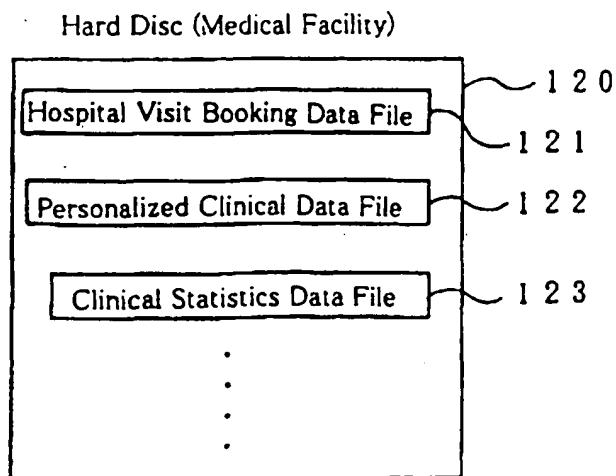 Hard Disc (Medical Facility)
120
Hospital Visit Booking Data File
121
Personalized Clinical Data File
122
Clinical Statistics Data File
123